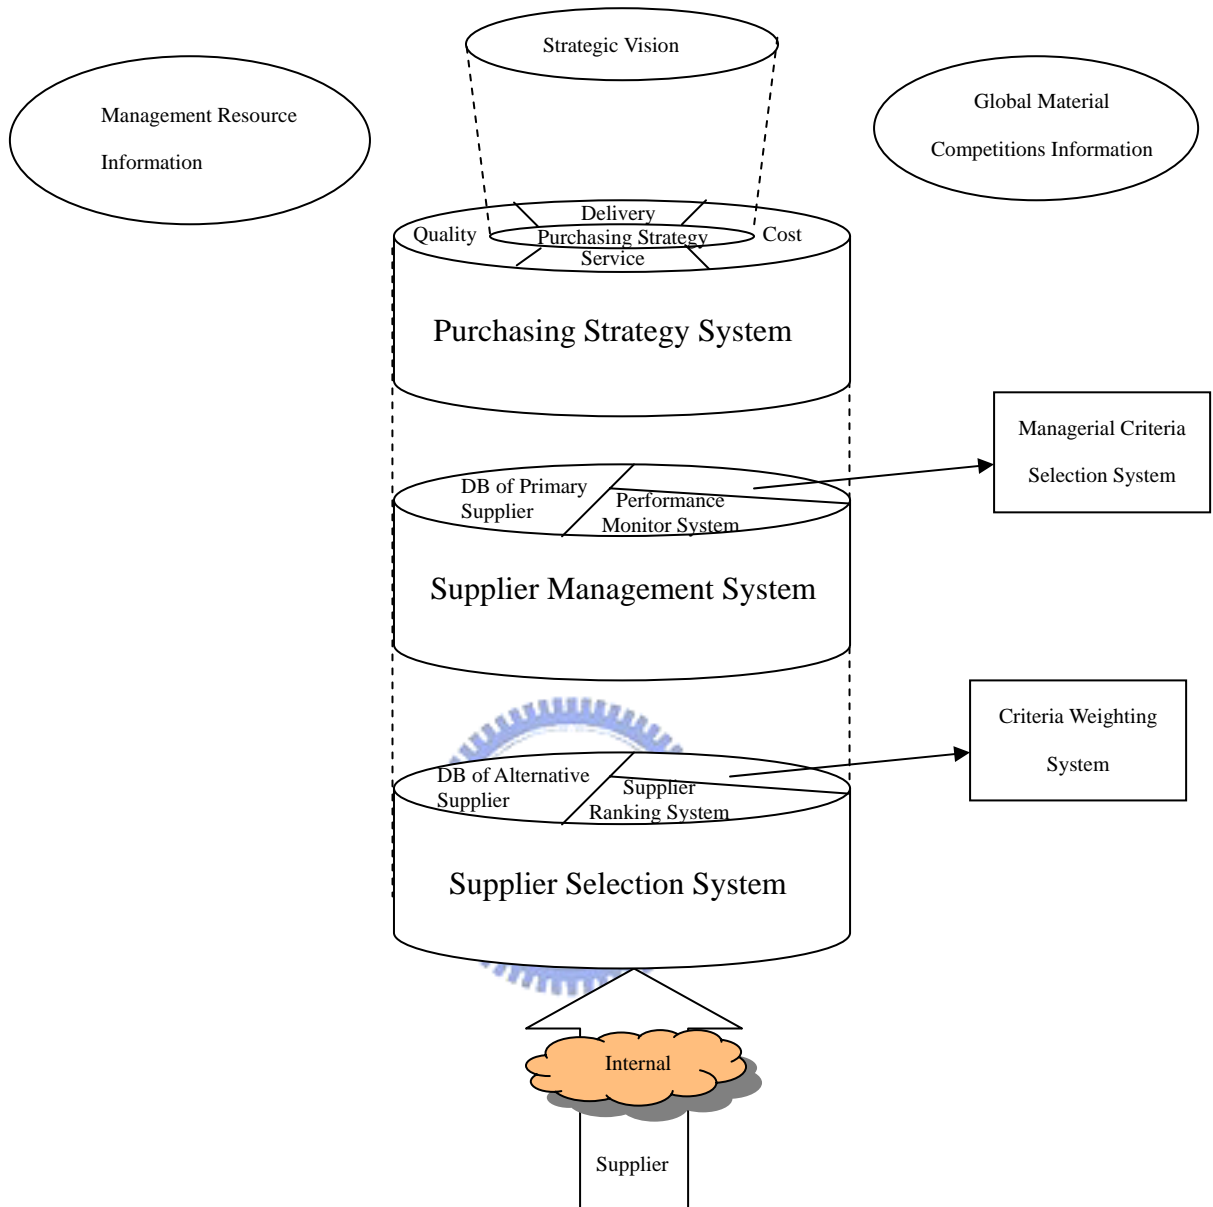 Strategic Vision
Management Resource
Information
Global Material
Competitions Information
Delivery
Quality
Purchasing Strategy
Cost
Service
Purchasing Strategy System
Managerial Criteria
Selection System
DB of Primary
Supplier
Performance
Monitor System
Supplier Management System
Criteria Weighting
System
DB of Alternative
Supplier
Supplier
Ranking System
Supplier Selection System
Internal
Supplier